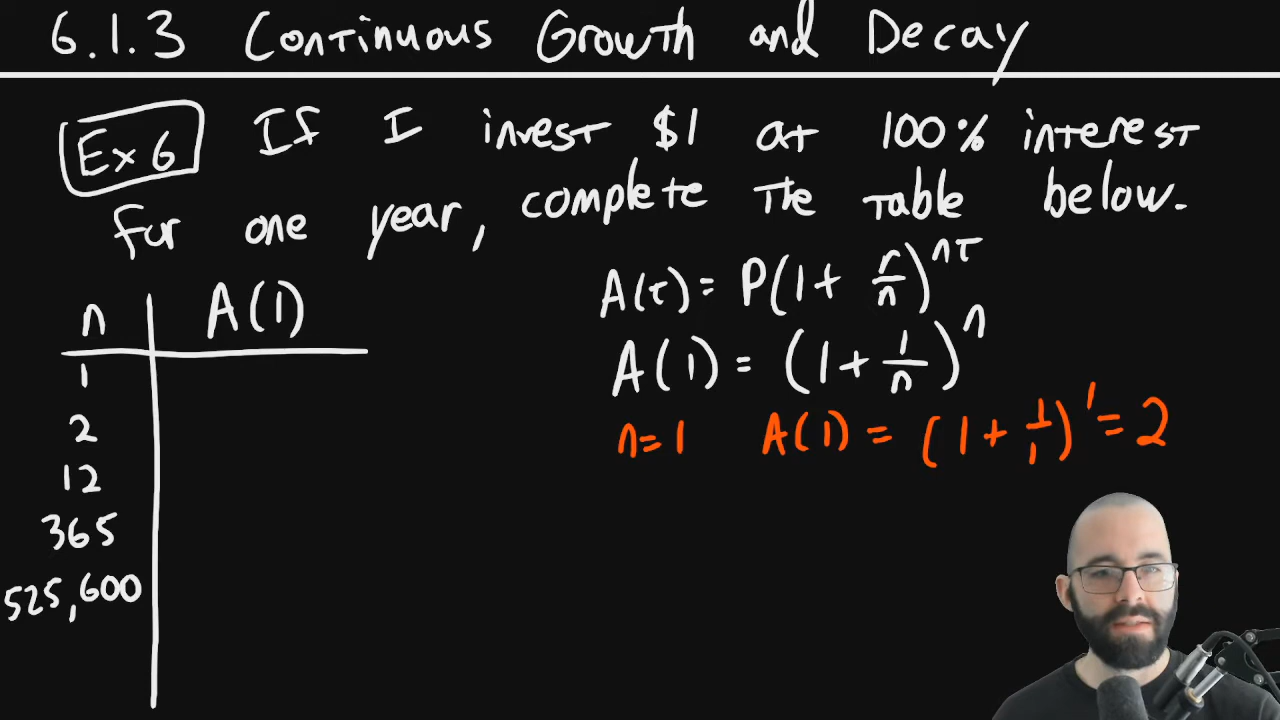 6.1.3 Continuous Growth and Decay
Ex 6 If I invest $1 at 100% interest
for one year, complete the table below.
n A(1)
1
2
12
365
525,600
A(t) = P(1 + r/n)^nt
A(1) = (1 + 1/n)^n
n=1 A(1) = (1 + 1/1)^1 = 2